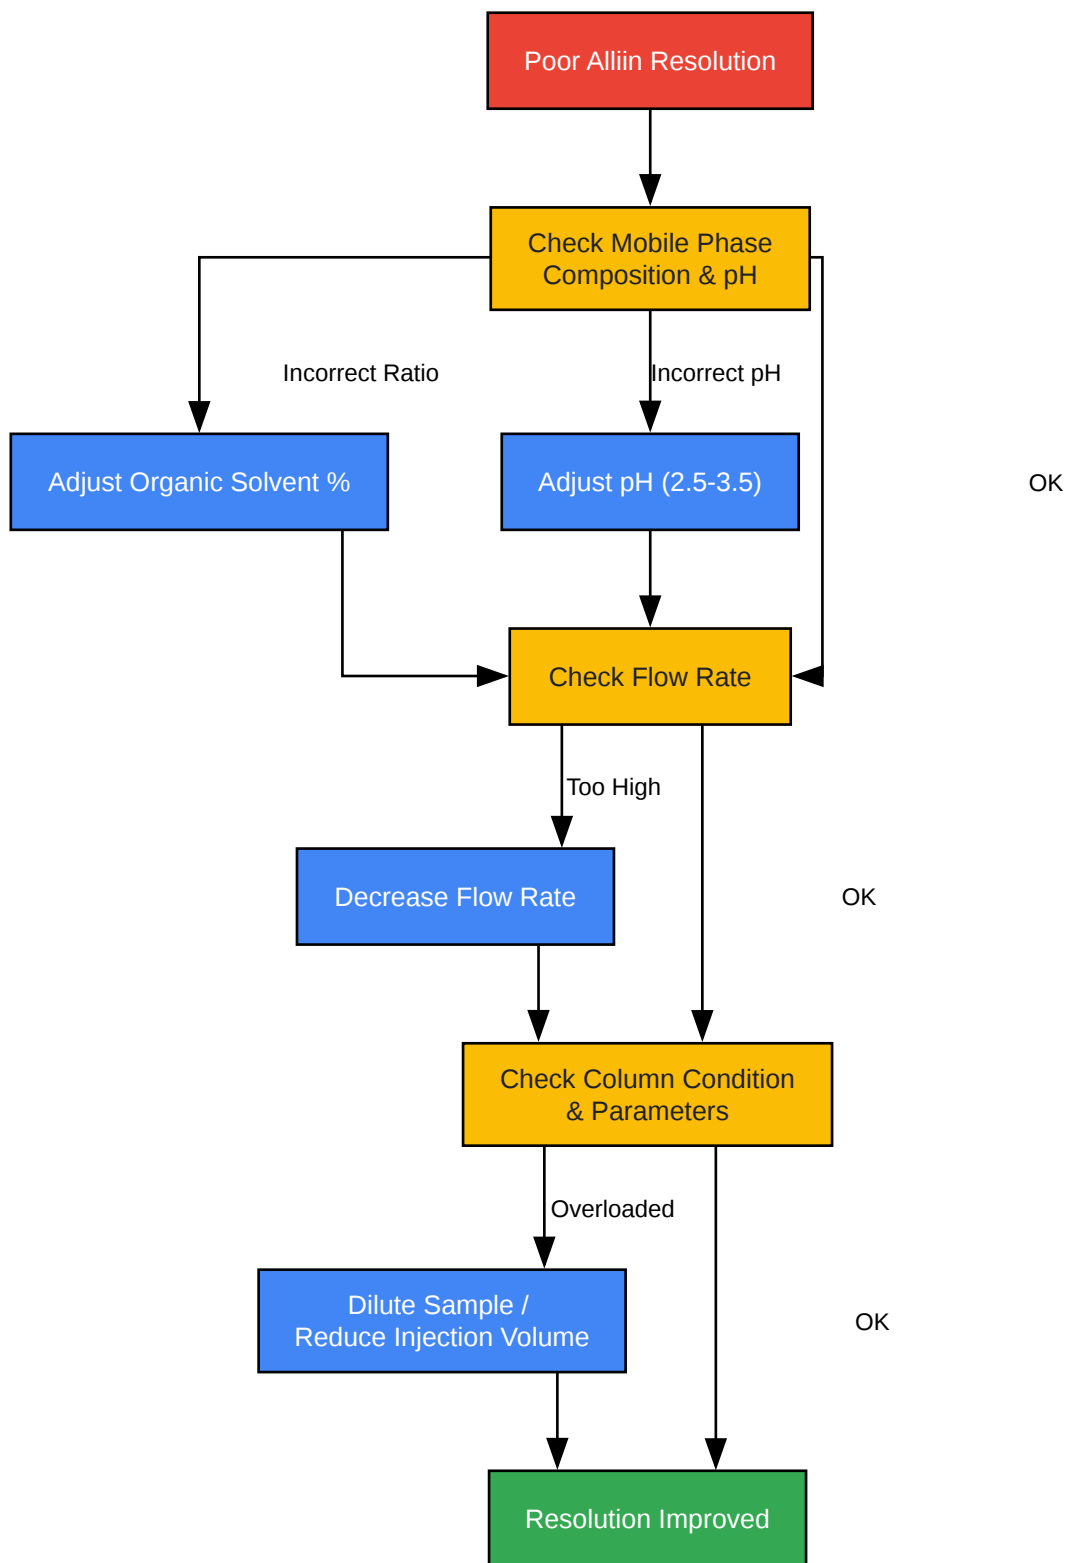 Poor Alliin Resolution
Check Mobile Phase
Composition & pH
Incorrect Ratio
Incorrect pH
Adjust Organic Solvent %
Adjust pH (2.5-3.5)
OK
Check Flow Rate
Too High
Decrease Flow Rate
OK
Check Column Condition
& Parameters
Overloaded
Dilute Sample /
Reduce Injection Volume
OK
Resolution Improved